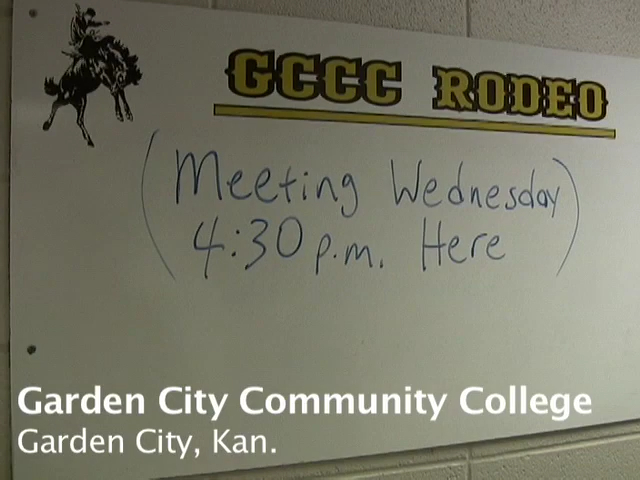 GCCC RODEO
(Meeting Wednesday
4:30 p.m. Here)
Garden City Community College
Garden City, Kan.